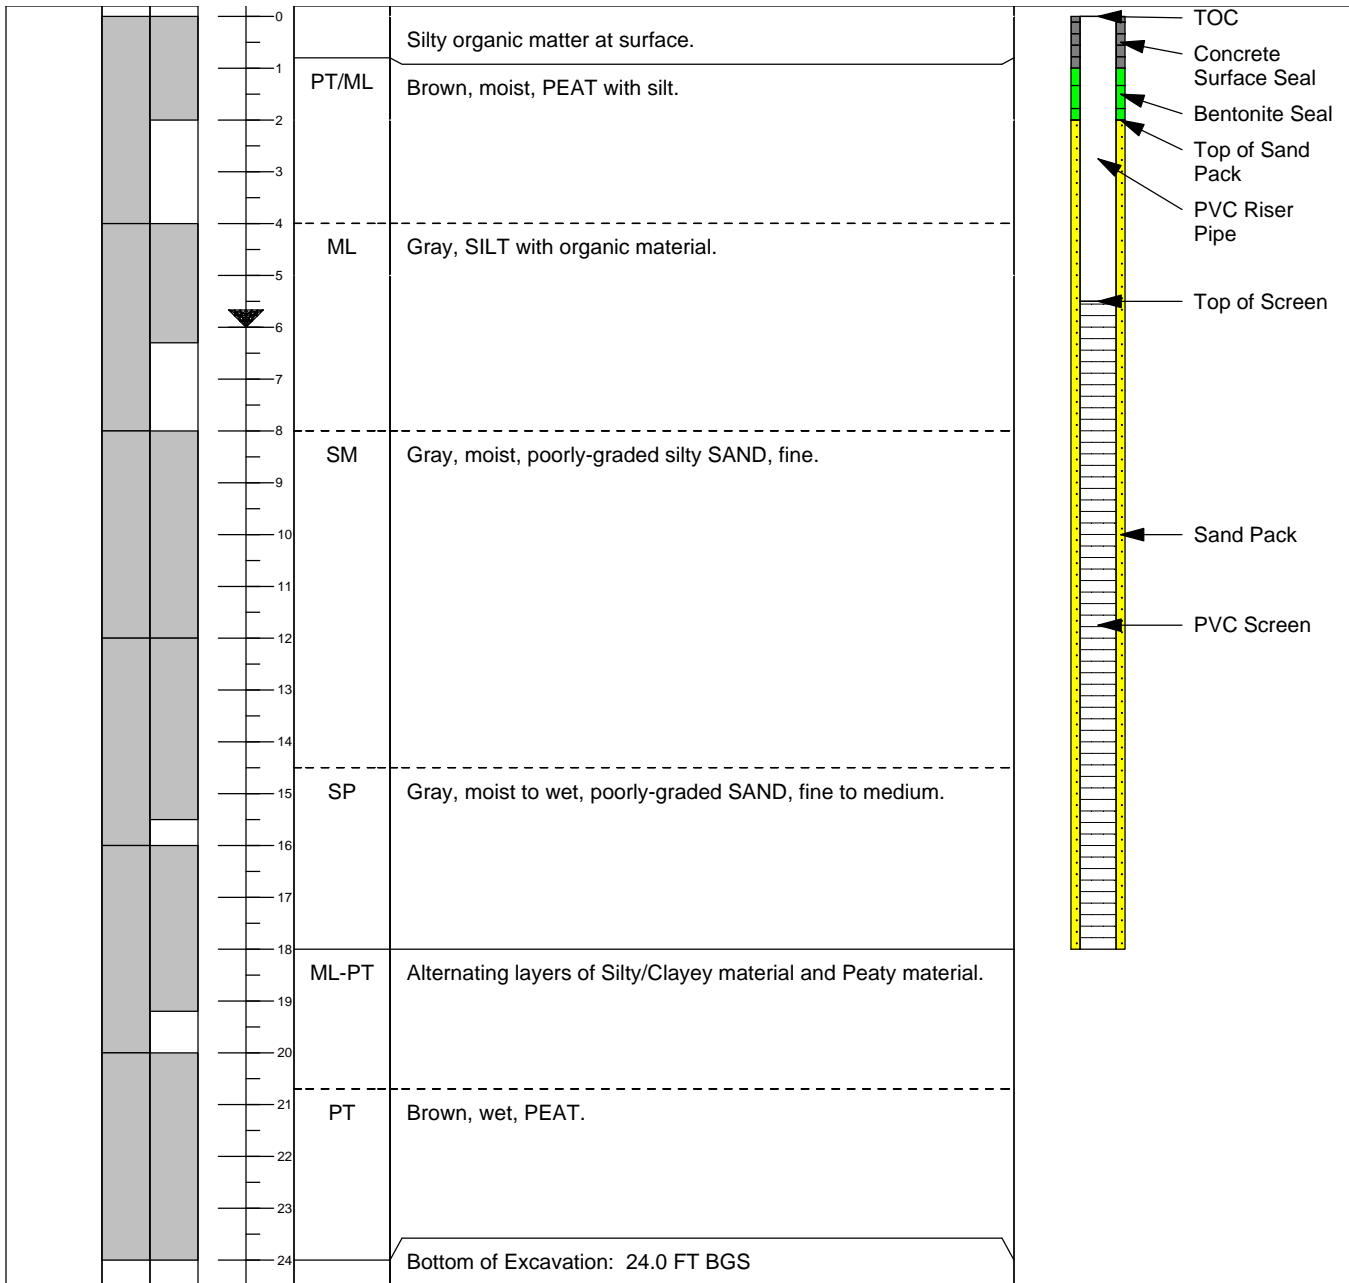 0
TOC
Silty organic matter at surface.
Concrete
Surface Seal
1
PT/ML
Brown, moist, PEAT with silt.
Bentonite Seal
2
Top of Sand
Pack
3
PVC Riser
Pipe
4
ML
Gray, SILT with organic material.
5
Top of Screen
6
7
8
SM
Gray, moist, poorly-graded silty SAND, fine.
9
10
Sand Pack
11
PVC Screen
12
13
14
15
SP
Gray, moist to wet, poorly-graded SAND, fine to medium.
16
17
18
ML-PT
Alternating layers of Silty/Clayey material and Peaty material.
19
20
21
PT
Brown, wet, PEAT.
22
23
24
Bottom of Excavation: 24.0 FT BGS